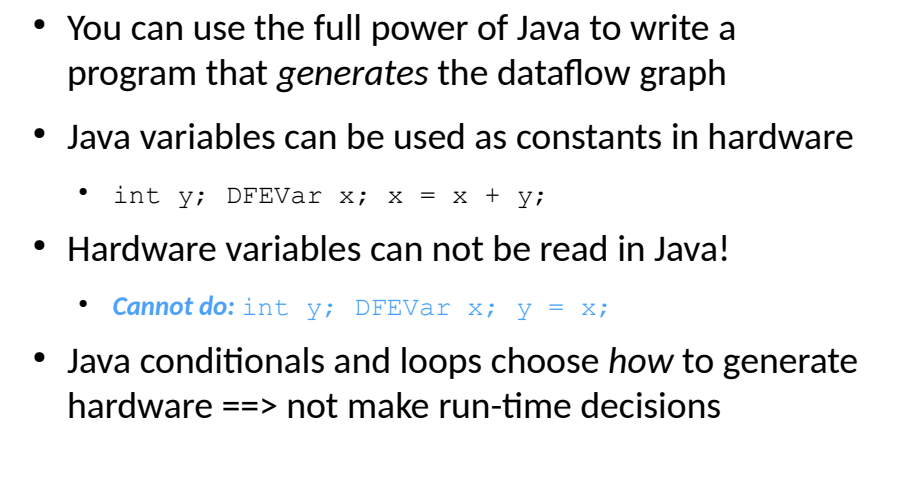 • You can use the full power of Java to write a
program that generates the dataflow graph
• Java variables can be used as constants in hardware
• int y; DFEVar x; x = x + y;
• Hardware variables can not be read in Java!
• Cannot do: int y; DFEVar x; y = x;
• Java conditionals and loops choose how to generate
hardware ==> not make run-time decisions